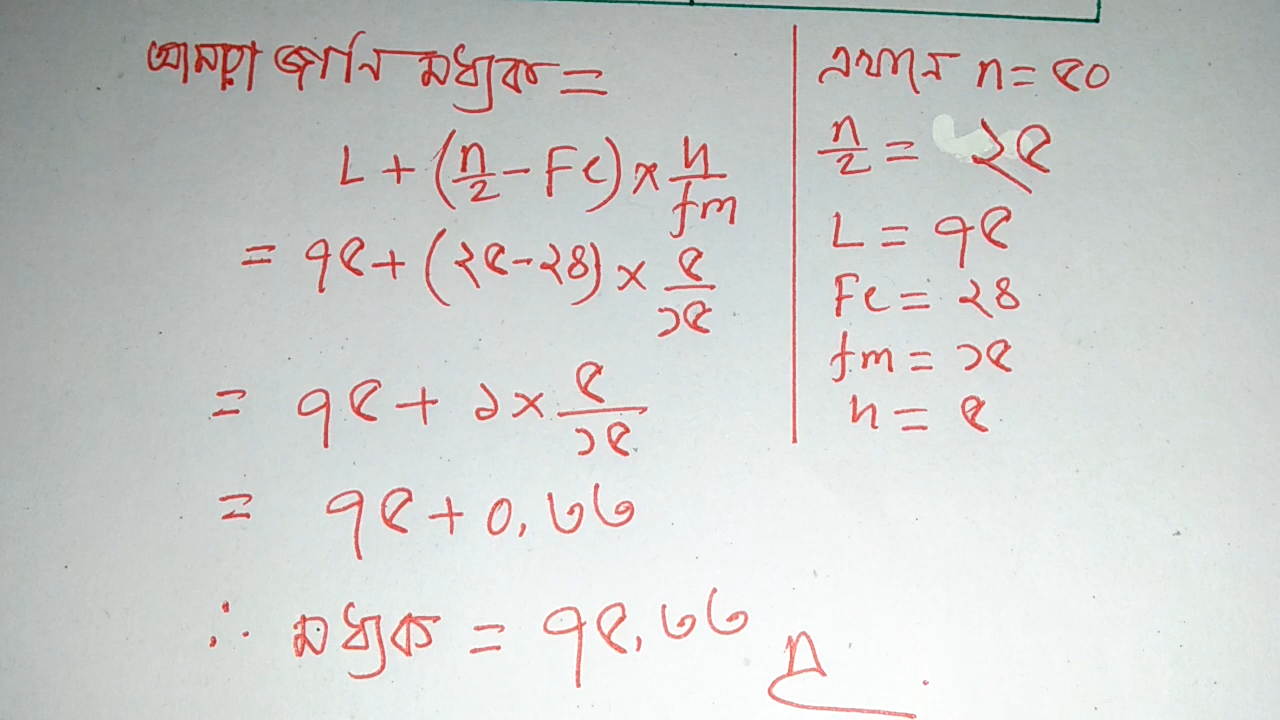 আমরা জানি মধ্যক =
L + (n/2 - Fc) × h/fm
= ৭৫ + (২৫-২৪) × ৫/১৫
= ৭৫ + ১ × ৫/১৫
= ৭৫ + ০.৩৩
∴ মধ্যক = ৭৫.৩৩
এখানে n = ৫০
n/2 = ২৫
L = ৭৫
Fc = ২৪
fm = ১৫
h = ৫